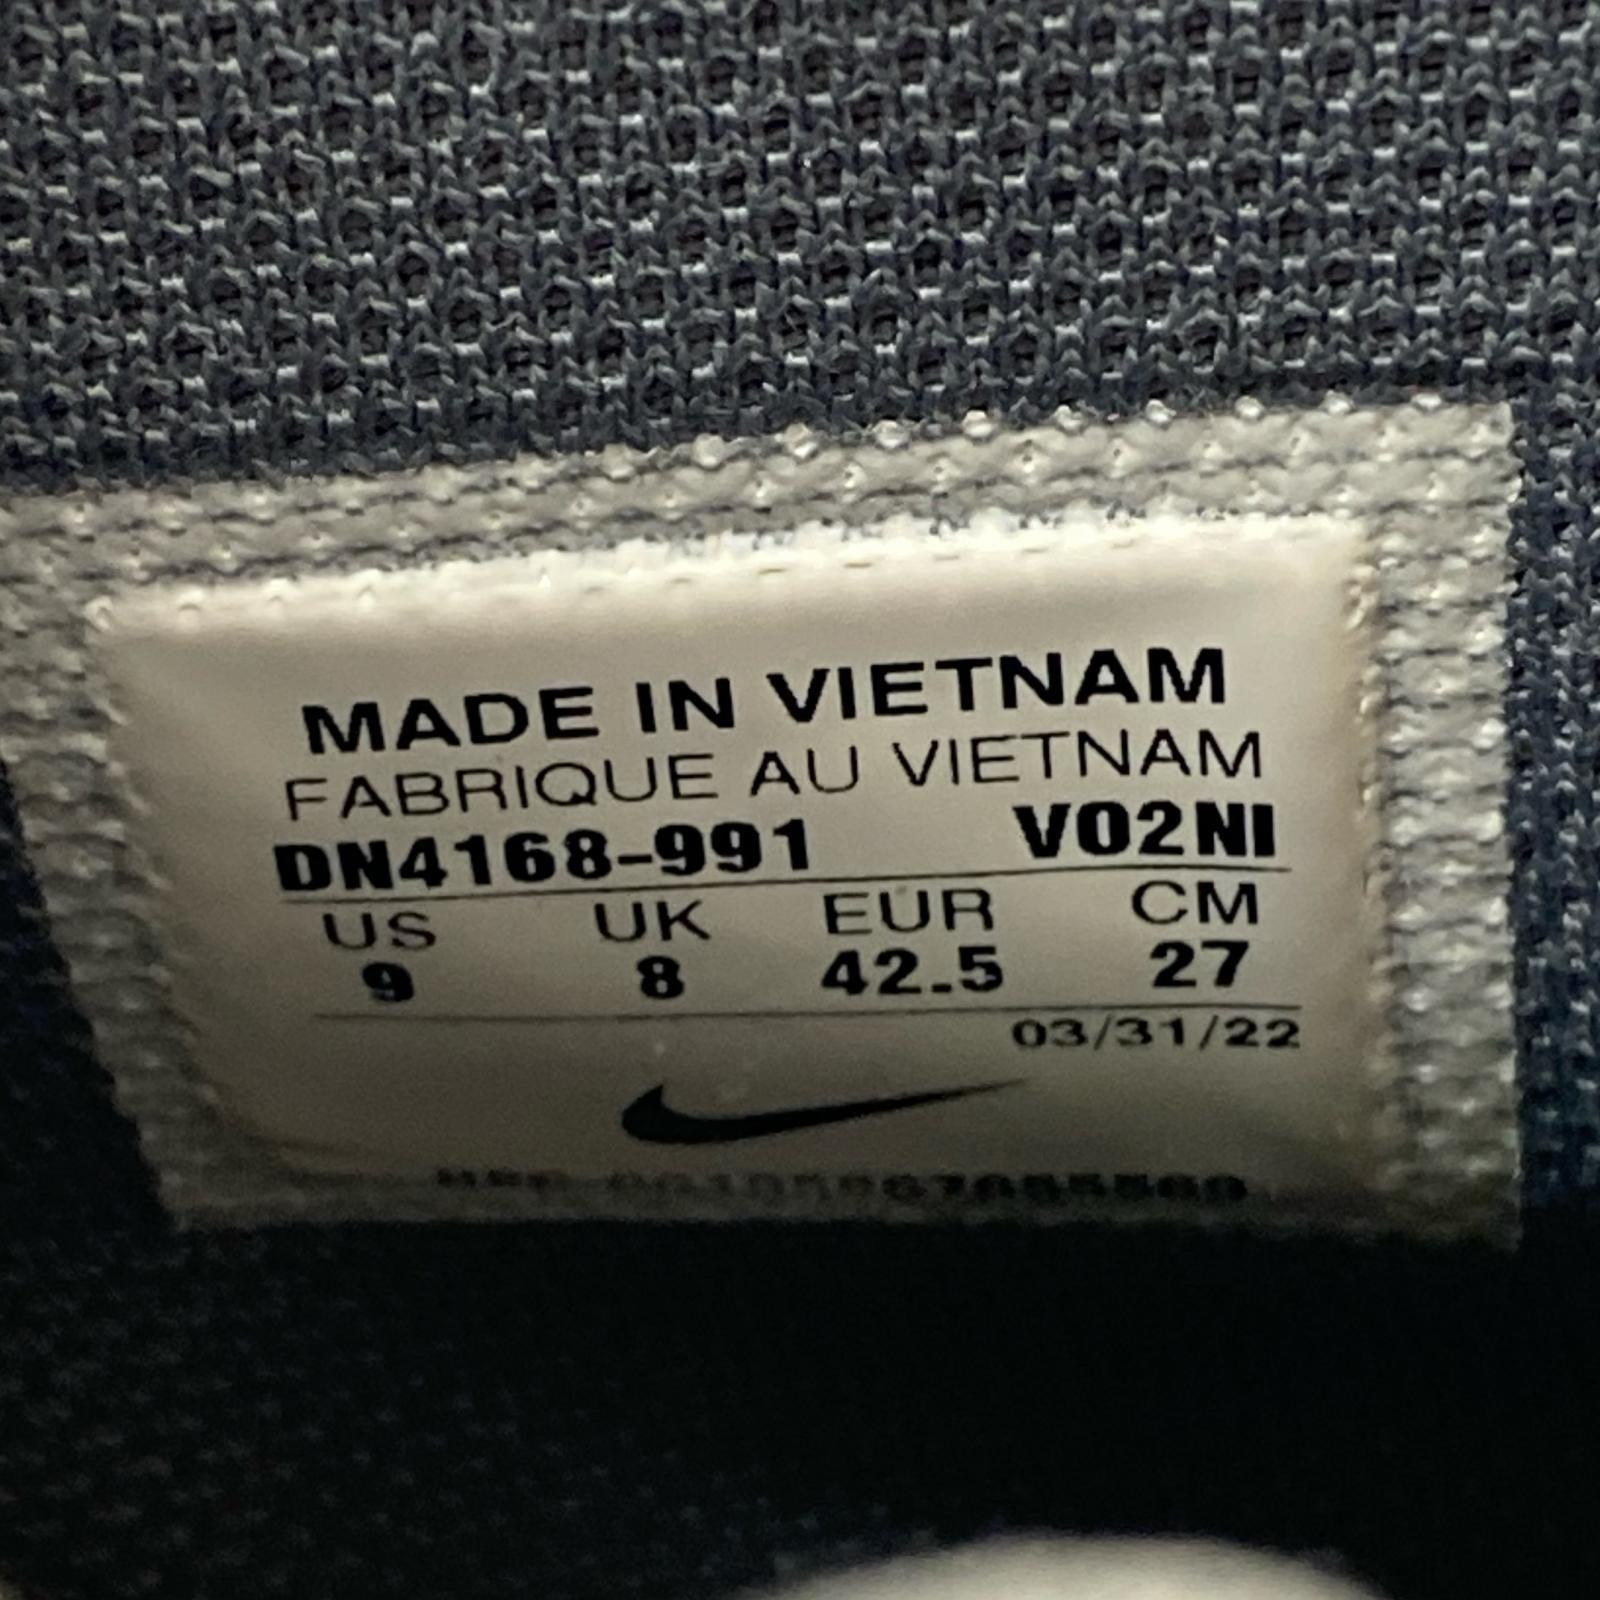 MADE IN VIETNAM
FABRIQUE AU VIETNAM
DN4168-991 VO2NI
US UK EUR CM
9 8 42.5 27
03/31/22